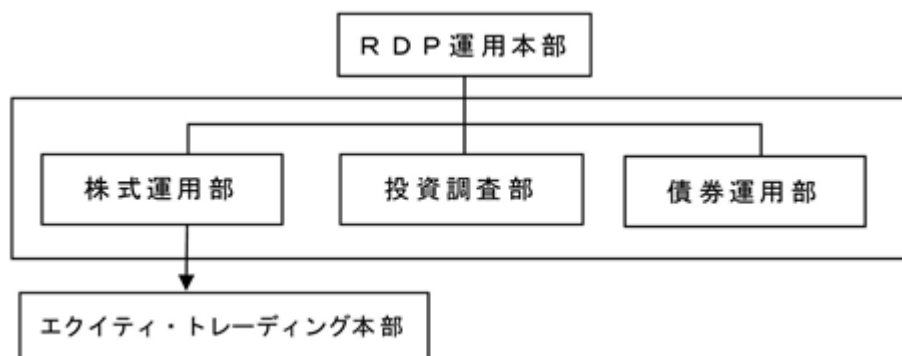 ＲＤＰ運用本部
株式運用部
投資調査部
債券運用部
エクイティ・トレーディング本部